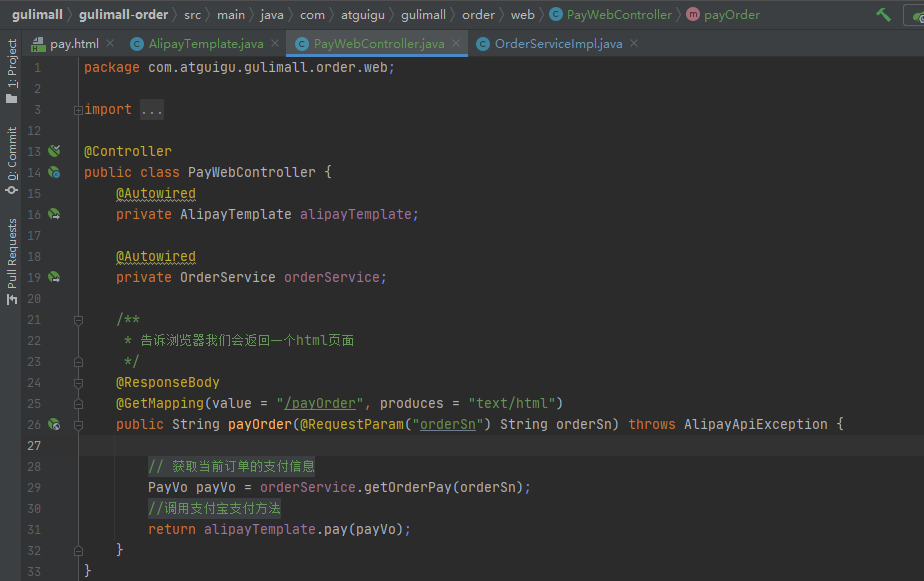 gulimall gulimall-order src main java com atguigu gulimall order web PayWebController payOrder
pay.html AlipayTemplate.java PayWebController.java OrderServiceImpl.java
1: Project
0: Commit
Pull Requests
1 package com.atguigu.gulimall.order.web;
2
3 import ...
12
13 @Controller
14 public class PayWebController {
15 @Autowired
16 private AlipayTemplate alipayTemplate;
17
18 @Autowired
19 private OrderService orderService;
20
21 /**
22 * 告诉浏览器我们会返回一个html页面
23 */
24 @ResponseBody
25 @GetMapping(value = "/payOrder", produces = "text/html")
26 public String payOrder(@RequestParam("orderSn") String orderSn) throws AlipayApiException {
27
28 // 获取当前订单的支付信息
29 PayVo payVo = orderService.getOrderPay(orderSn);
30 //调用支付宝支付方法
31 return alipayTemplate.pay(payVo);
32 }
33 }